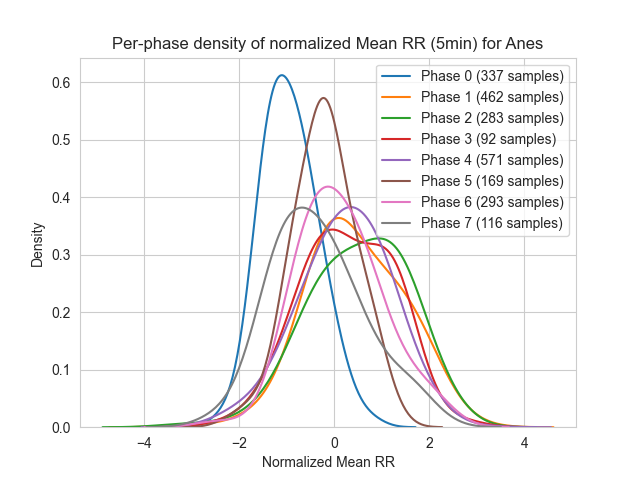 Per-phase density of normalized Mean RR (5min) for Anes
Density
0.6
0.5
0.4
0.3
0.2
0.1
0.0
Phase 0 (337 samples)
Phase 1 (462 samples)
Phase 2 (283 samples)
Phase 3 (92 samples)
Phase 4 (571 samples)
Phase 5 (169 samples)
Phase 6 (293 samples)
Phase 7 (116 samples)
−4 −2 0 2 4
Normalized Mean RR